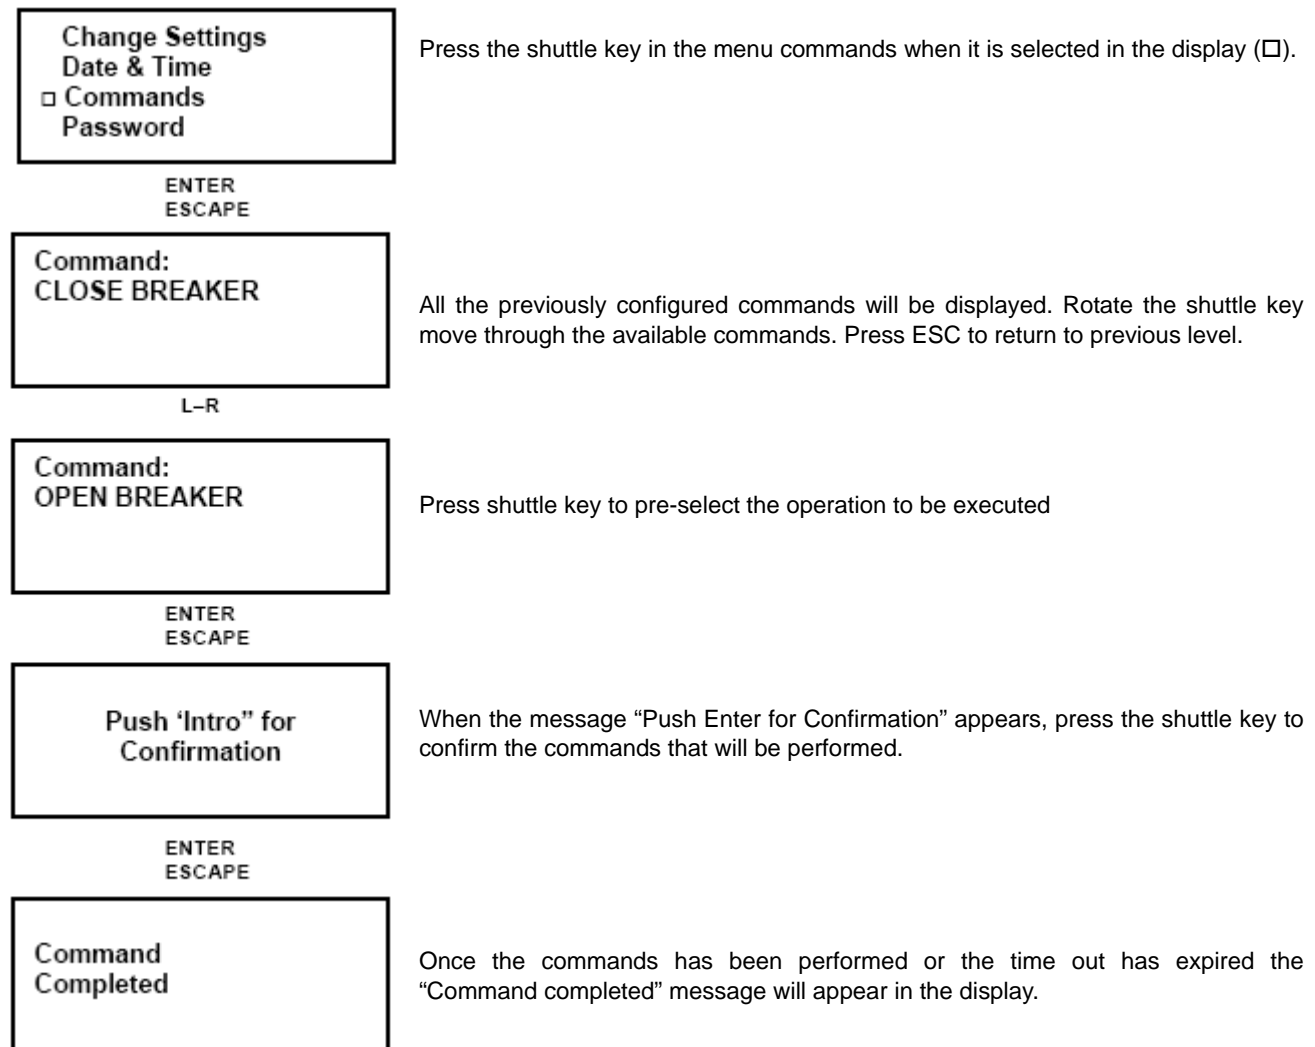 Change Settings
Date & Time
□ Commands
Password
Press the shuttle key in the menu commands when it is selected in the display (□).
ENTER
ESCAPE
Command:
CLOSE BREAKER
All the previously configured commands will be displayed. Rotate the shuttle key
move through the available commands. Press ESC to return to previous level.
L–R
Command:
OPEN BREAKER
Press shuttle key to pre-select the operation to be executed
ENTER
ESCAPE
Push ‘Intro” for
Confirmation
When the message “Push Enter for Confirmation” appears, press the shuttle key to
confirm the commands that will be performed.
ENTER
ESCAPE
Command
Completed
Once the commands has been performed or the time out has expired the
“Command completed” message will appear in the display.